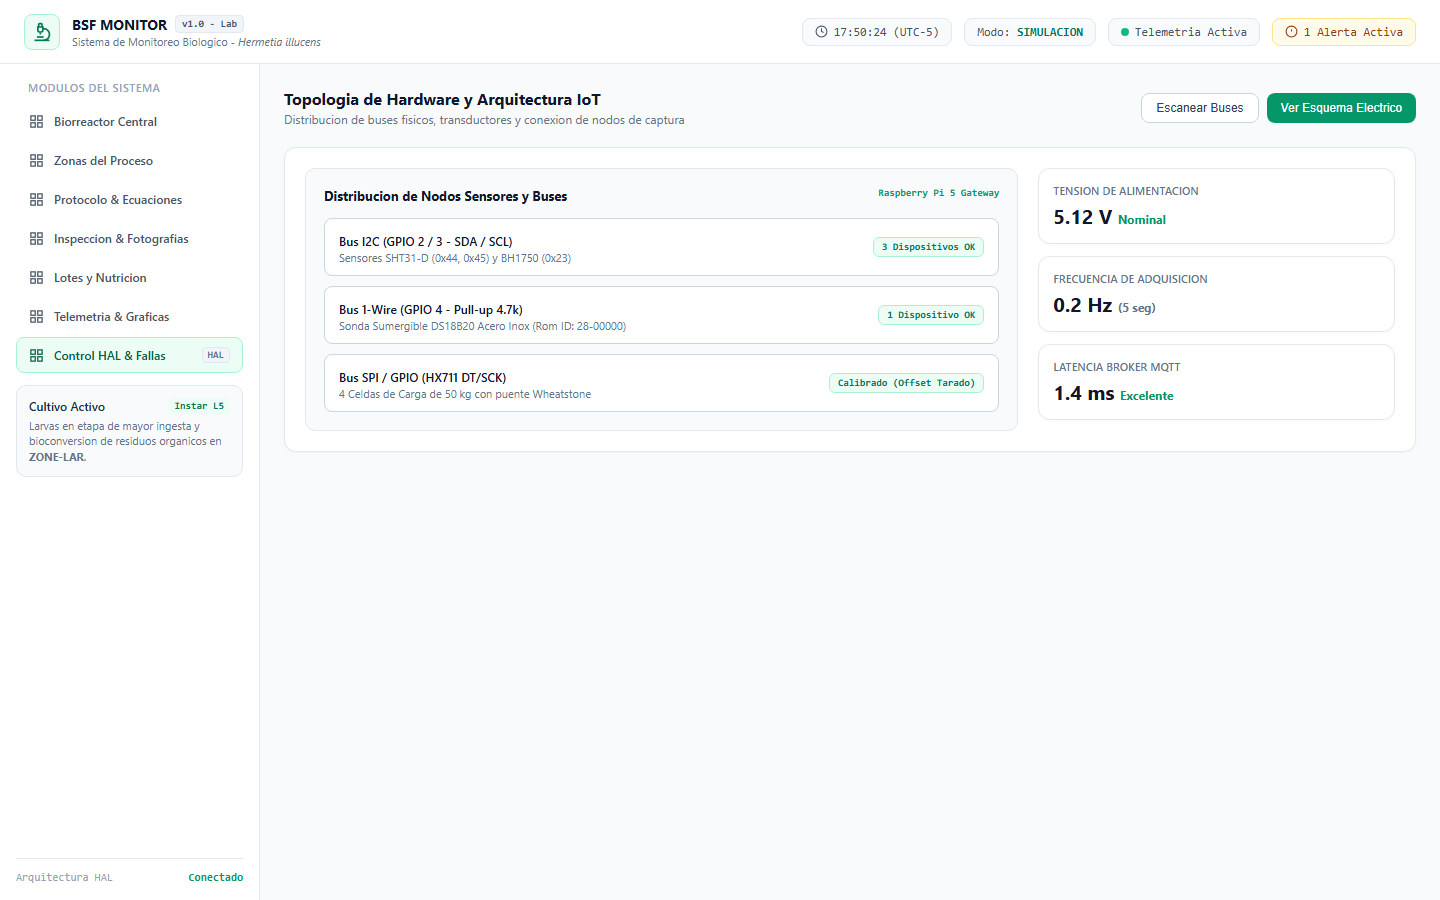 BSF MONITOR v1.0 - Lab
Sistema de Monitoreo Biologico - Hermetia illucens
17:50:24 (UTC-5)
Modo: SIMULACION
Telemetria Activa
1 Alerta Activa
MODULOS DEL SISTEMA
Biorreactor Central
Zonas del Proceso
Protocolo & Ecuaciones
Inspeccion & Fotografias
Lotes y Nutricion
Telemetria & Graficas
Control HAL & Fallas HAL
Cultivo Activo Instar L5
Larvas en etapa de mayor ingesta y
bioconversion de residuos organicos en
ZONE-LAR.
Arquitectura HAL Conectado
Topologia de Hardware y Arquitectura IoT
Distribucion de buses fisicos, transductores y conexion de nodos de captura
Escanear Buses
Ver Esquema Electrico
Distribucion de Nodos Sensores y Buses
Raspberry Pi 5 Gateway
Bus I2C (GPIO 2 / 3 - SDA / SCL)
Sensores SHT31-D (0x44, 0x45) y BH1750 (0x23)
3 Dispositivos OK
Bus 1-Wire (GPIO 4 - Pull-up 4.7k)
Sonda Sumergible DS18B20 Acero Inox (Rom ID: 28-00000)
1 Dispositivo OK
Bus SPI / GPIO (HX711 DT/SCK)
4 Celdas de Carga de 50 kg con puente Wheatstone
Calibrado (Offset Tarado)
TENSION DE ALIMENTACION
5.12 V Nominal
FRECUENCIA DE ADQUISICION
0.2 Hz (5 seg)
LATENCIA BROKER MQTT
1.4 ms Excelente